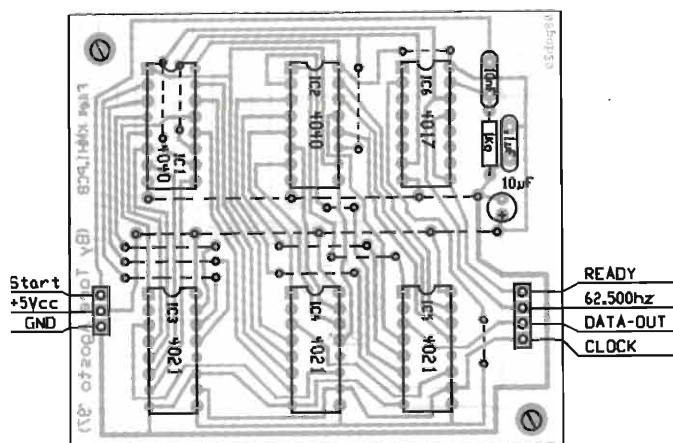 IC1
4040
IC2
4040
IC6
4017
10nF
1KΩ
1µF
10µF
Start
+5Vcc
GND
IC3
4021
IC4
4021
4021
READY
62.500hz
DATA-OUT
CLOCK